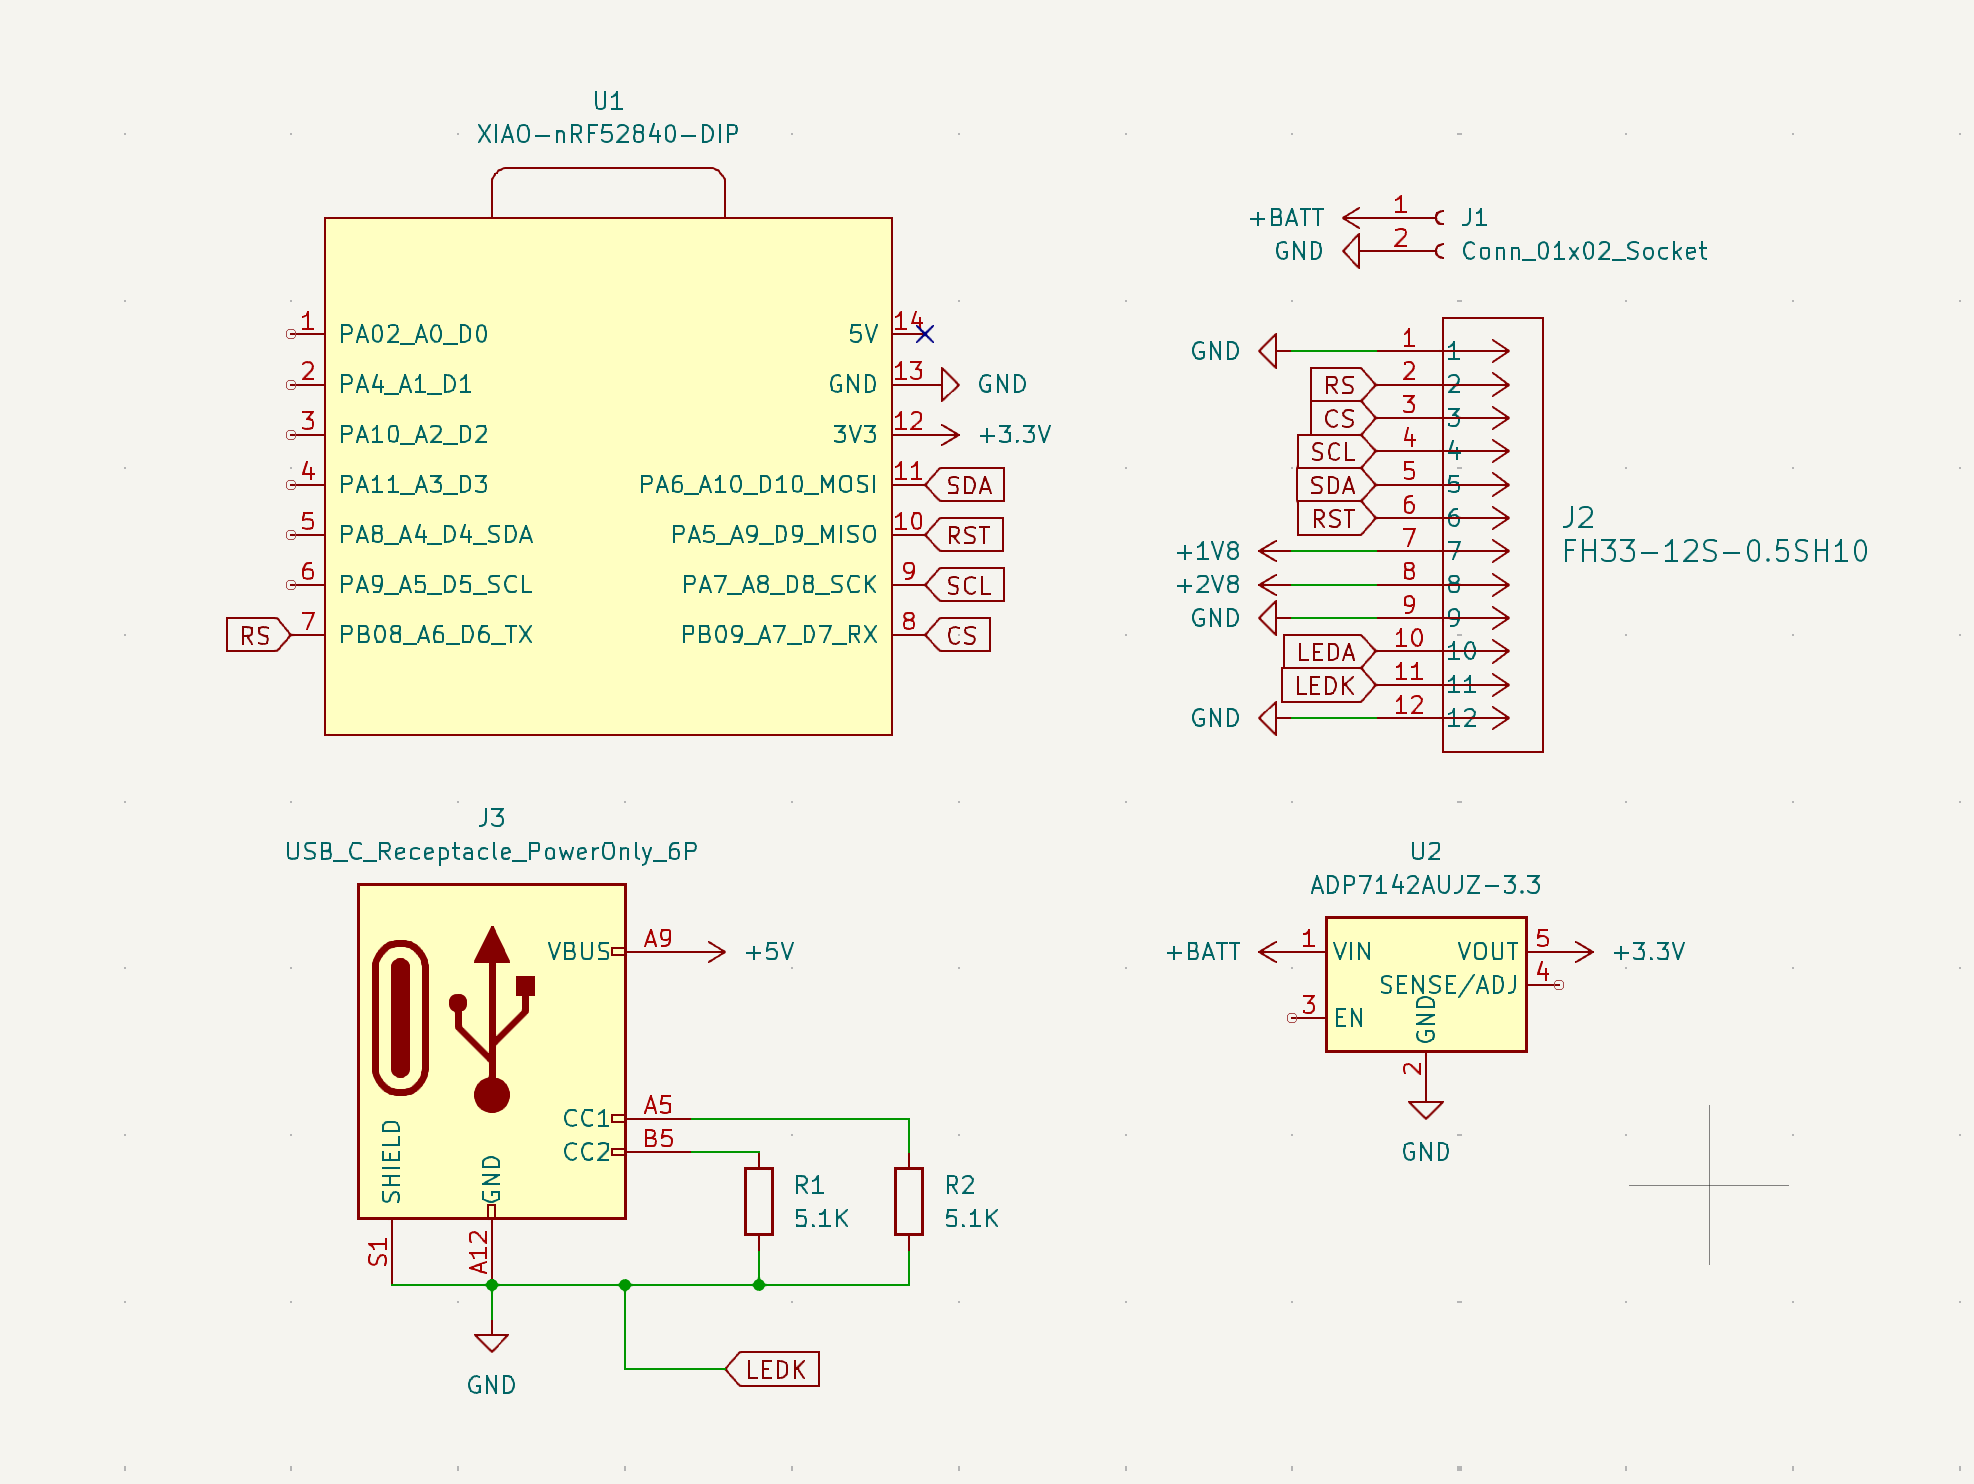 U1
XIAO-nRF52840-DIP
1 PA02_A0_D0
2 PA4_A1_D1
3 PA10_A2_D2
4 PA11_A3_D3
5 PA8_A4_D4_SDA
6 PA9_A5_D5_SCL
RS 7 PB08_A6_D6_TX
5V 14
GND 13 GND
3V3 12 +3.3V
PA6_A10_D10_MOSI 11 SDA
PA5_A9_D9_MISO 10 RST
PA7_A8_D8_SCK 9 SCL
PB09_A7_D7_RX 8 CS
+BATT 1 J1
GND 2 Conn_01x02_Socket
GND 1 1
RS 2 2
CS 3 3
SCL 4 4
SDA 5 5
RST 6 6
+1V8 7 7
+2V8 8 8
GND 9 9
LEDA 10 10
LEDK 11 11
GND 12 12
J2
FH33-12S-0.5SH10
J3
USB_C_Receptacle_PowerOnly_6P
VBUS A9 +5V
CC1 A5
CC2 B5
SHIELD
GND
S1
A12
R1
5.1K
R2
5.1K
GND
LEDK
U2
ADP7142AUJZ-3.3
+BATT 1 VIN
VOUT 5 +3.3V
SENSE/ADJ 4
3 EN
GND
2
GND